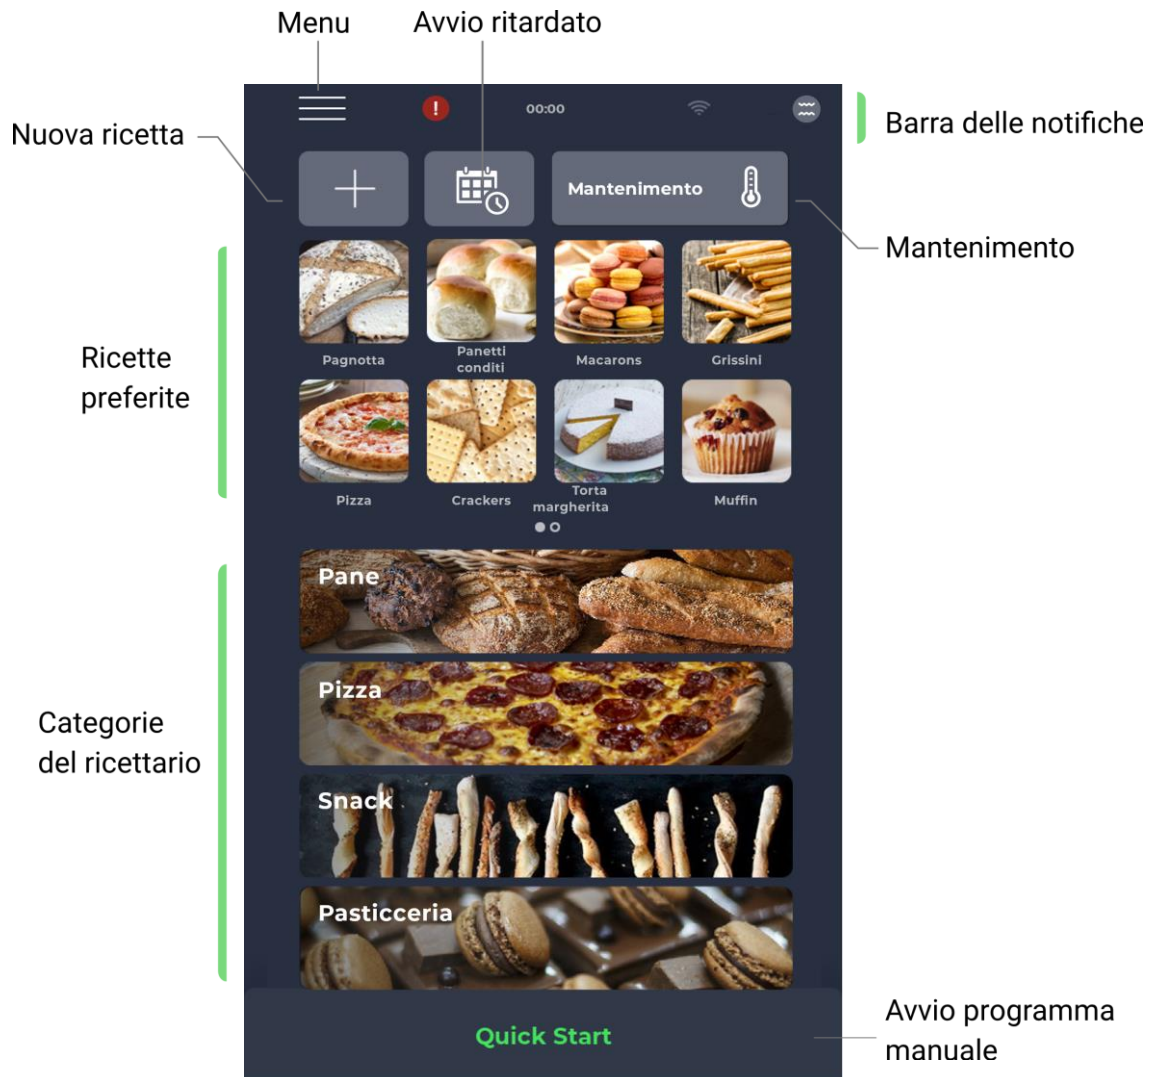 Menu
Avvio ritardato
!
00:00
Barra delle notifiche
Nuova ricetta
Mantenimento
Mantenimento
Ricette
preferite
Pagnotta
Panetti
conditi
Macarons
Grissini
Pizza
Crackers
Torta
margherita
Muffin
Categorie
del ricettario
Pane
Pizza
Snack
Pasticceria
Quick Start
Avvio programma
manuale